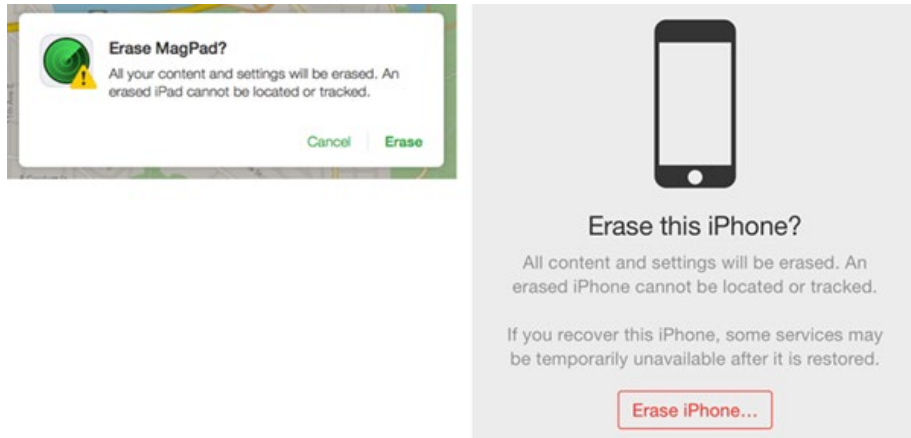 Erase MagPad?
All your content and settings will be erased. An
erased iPad cannot be located or tracked.
Cancel
Erase
Erase this iPhone?
All content and settings will be erased. An
erased iPhone cannot be located or tracked.
If you recover this iPhone, some services may
be temporarily unavailable after it is restored.
Erase iPhone...